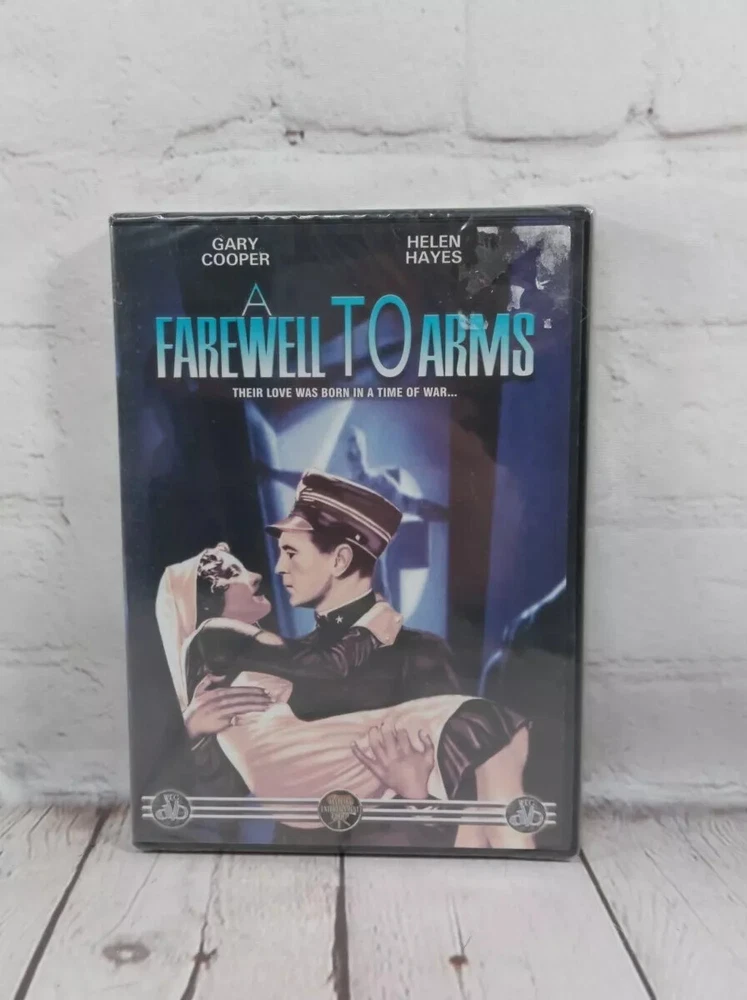 GARY
COOPER
HELEN
HAYES
A
FAREWELL TO ARMS
THEIR LOVE WAS BORN IN A TIME OF WAR...